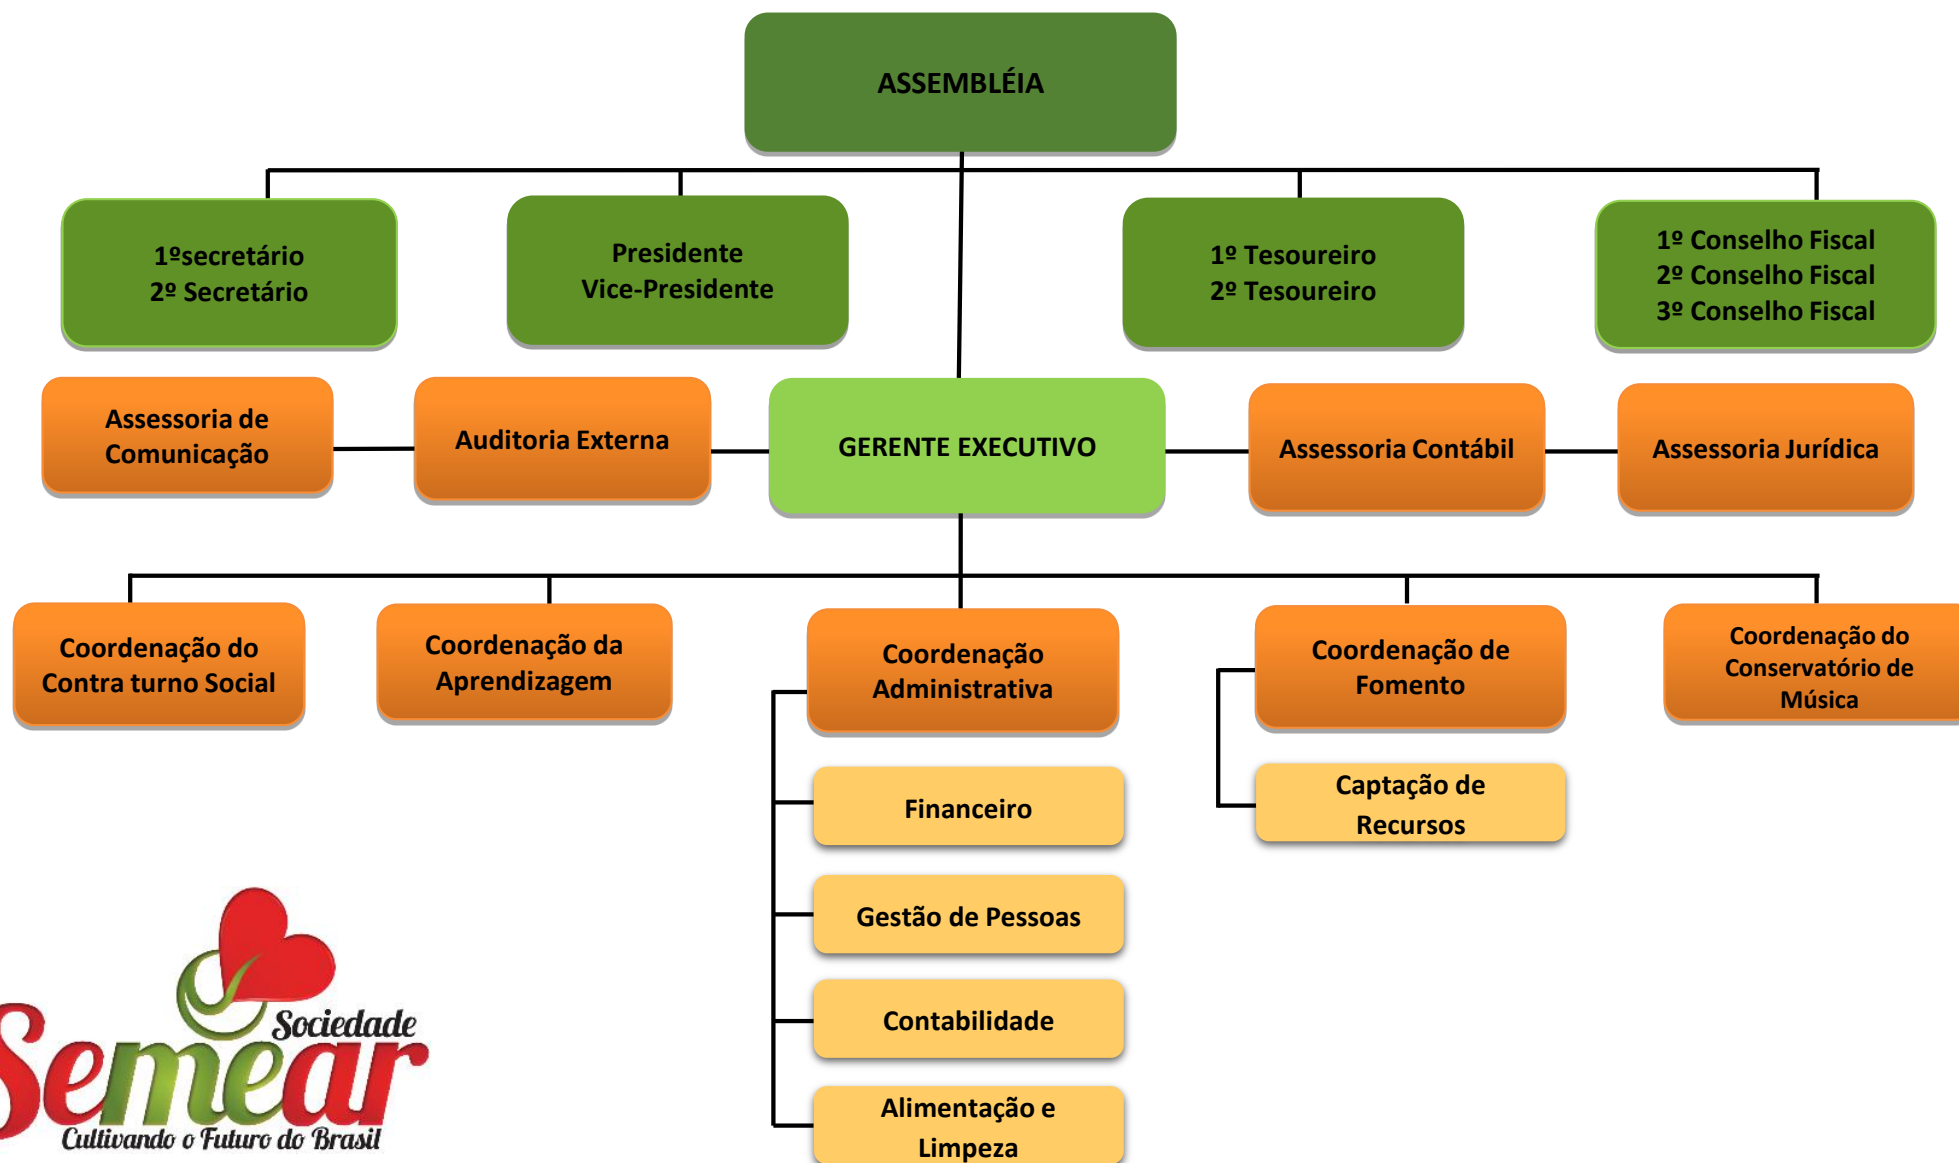 ASSEMBLÉIA
1ºsecretário
2º Secretário
Presidente
Vice-Presidente
1º Tesoureiro
2º Tesoureiro
1º Conselho Fiscal
2º Conselho Fiscal
3º Conselho Fiscal
Assessoria de
Comunicação
Auditoria Externa
GERENTE EXECUTIVO
Assessoria Contábil
Assessoria Jurídica
Coordenação do
Contra turno Social
Coordenação da
Aprendizagem
Coordenação
Administrativa
Coordenação de
Fomento
Coordenação do
Conservatório de
Música
Financeiro
Gestão de Pessoas
Contabilidade
Alimentação e
Limpeza
Captação de
Recursos
Sociedade
Semear
Cultivando o Futuro do Brasil